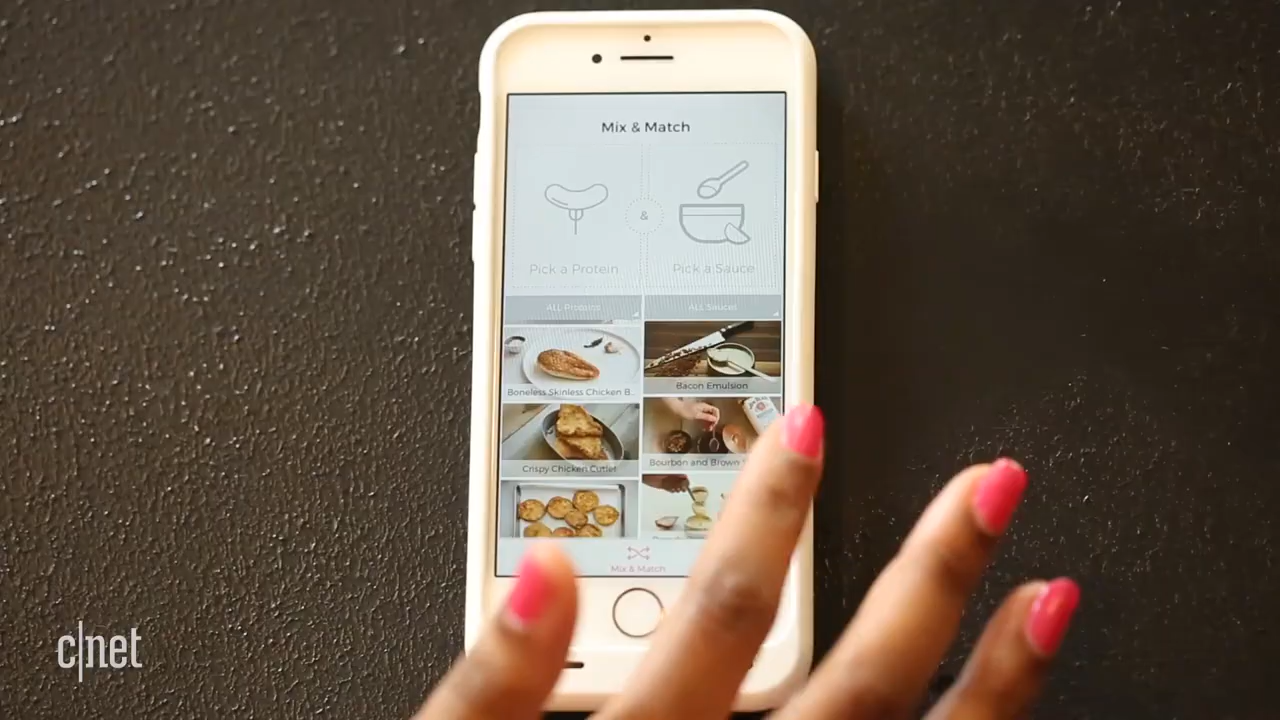 Mix & Match
&
Pick a Protein
Pick a Sauce
ALL Proteins
ALL Sauces
Boneless Skinless Chicken B..
Bacon Emulsion
Crispy Chicken Cutlet
Bourbon and Brown
Mix & Match
c|net